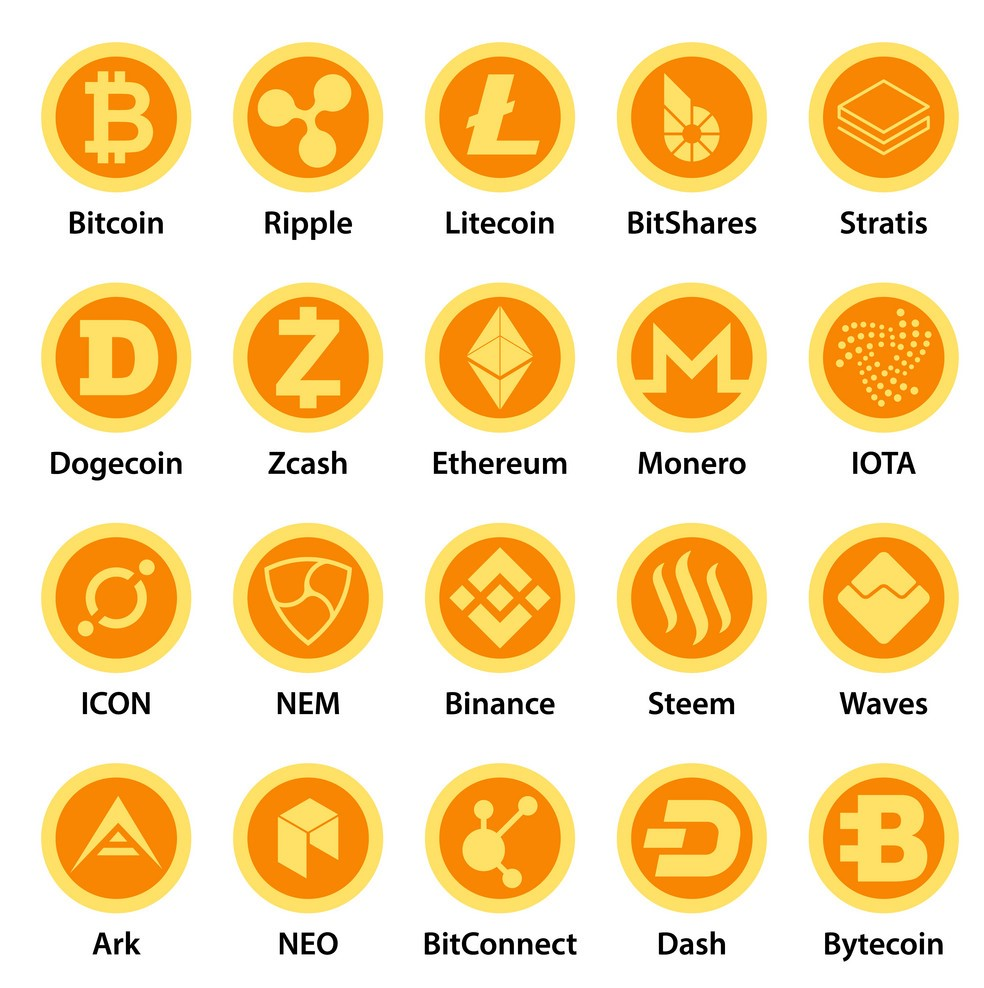 Bitcoin
Ripple
Litecoin
BitShares
Stratis
Dogecoin
Zcash
Ethereum
Monero
IOTA
ICON
NEM
Binance
Steem
Waves
Ark
NEO
BitConnect
Dash
Bytecoin